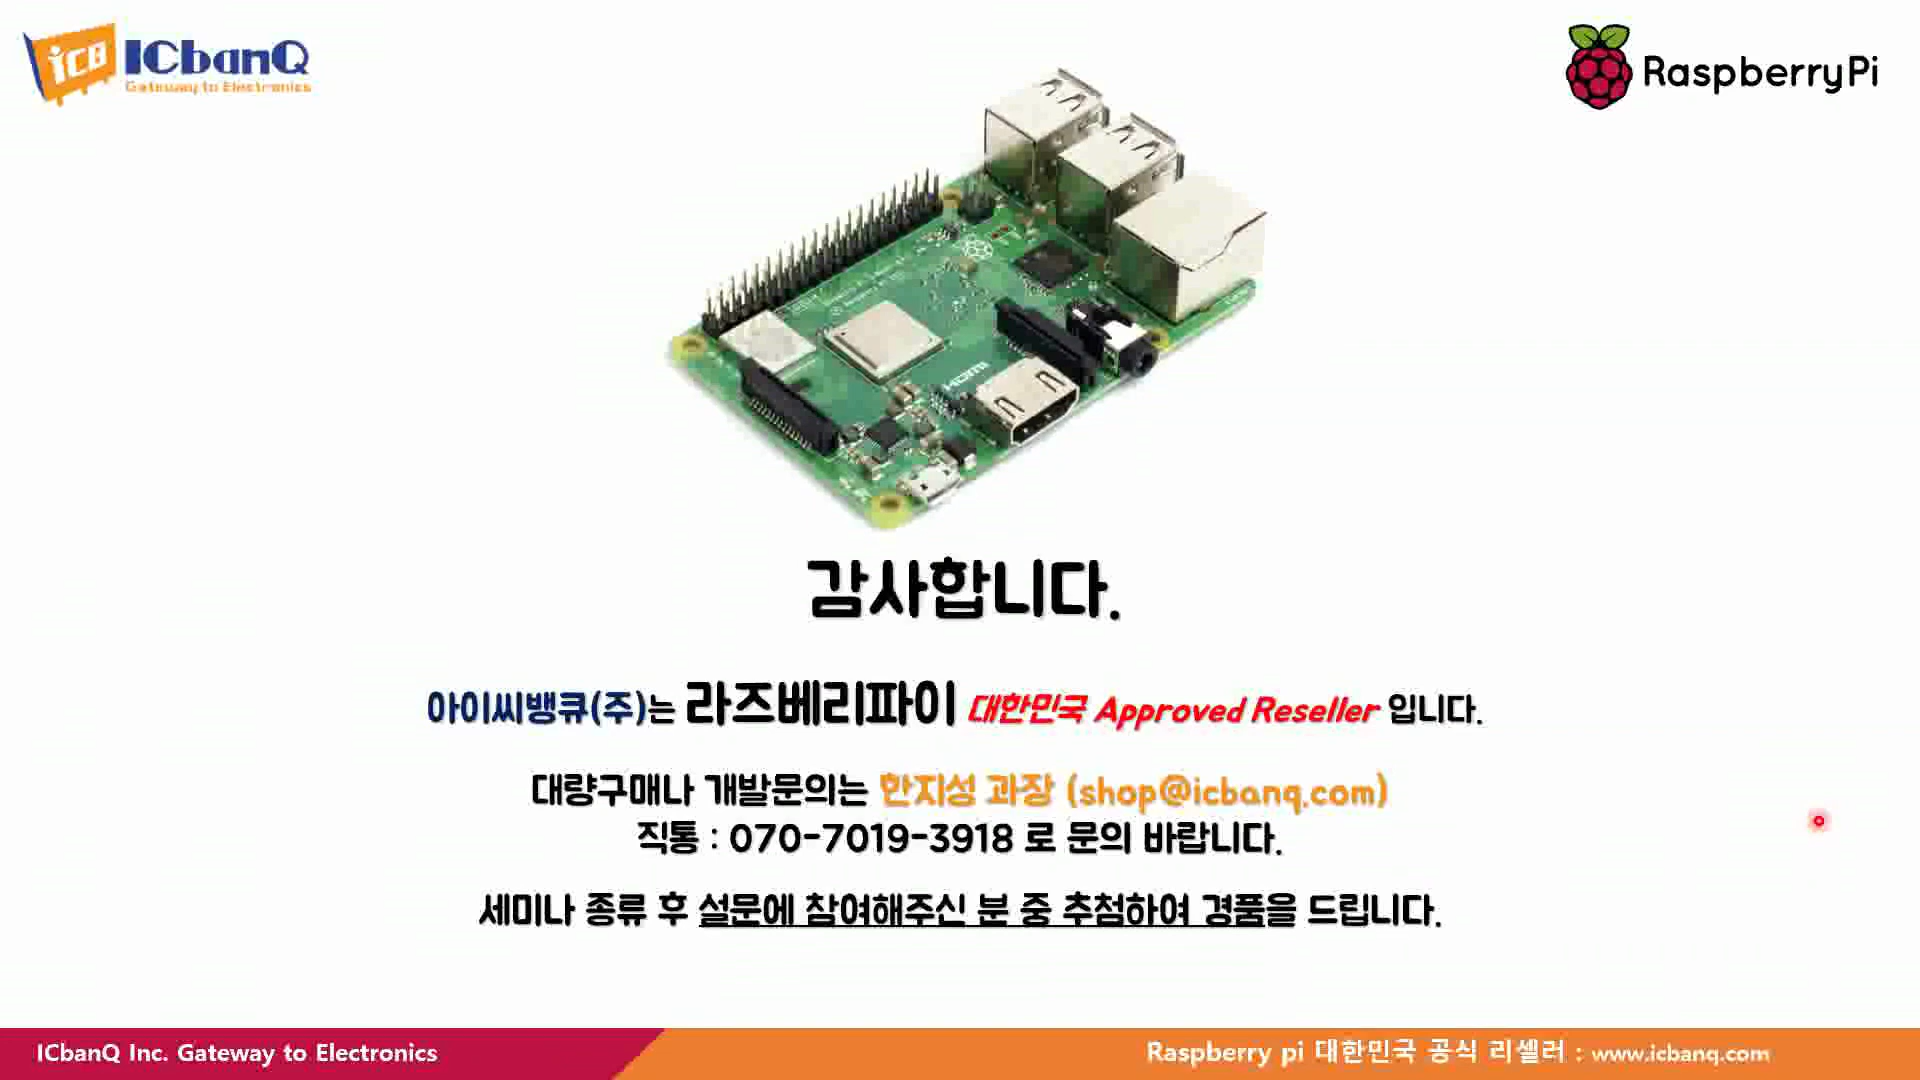 iCB ICbanQ
Gateway to Electronics
RaspberryPi
HDMI
감사합니다.
아이씨뱅큐(주)는 라즈베리파이 대한민국 Approved Reseller 입니다.
대량구매나 개발문의는 한지성 과장 (shop@icbanq.com)
직통 : 070-7019-3918 로 문의 바랍니다.
세미나 종류 후 설문에 참여해주신 분 중 추첨하여 경품을 드립니다.
ICbanQ Inc. Gateway to Electronics
Raspberry pi 대한민국 공식 리셀러 : www.icbanq.com